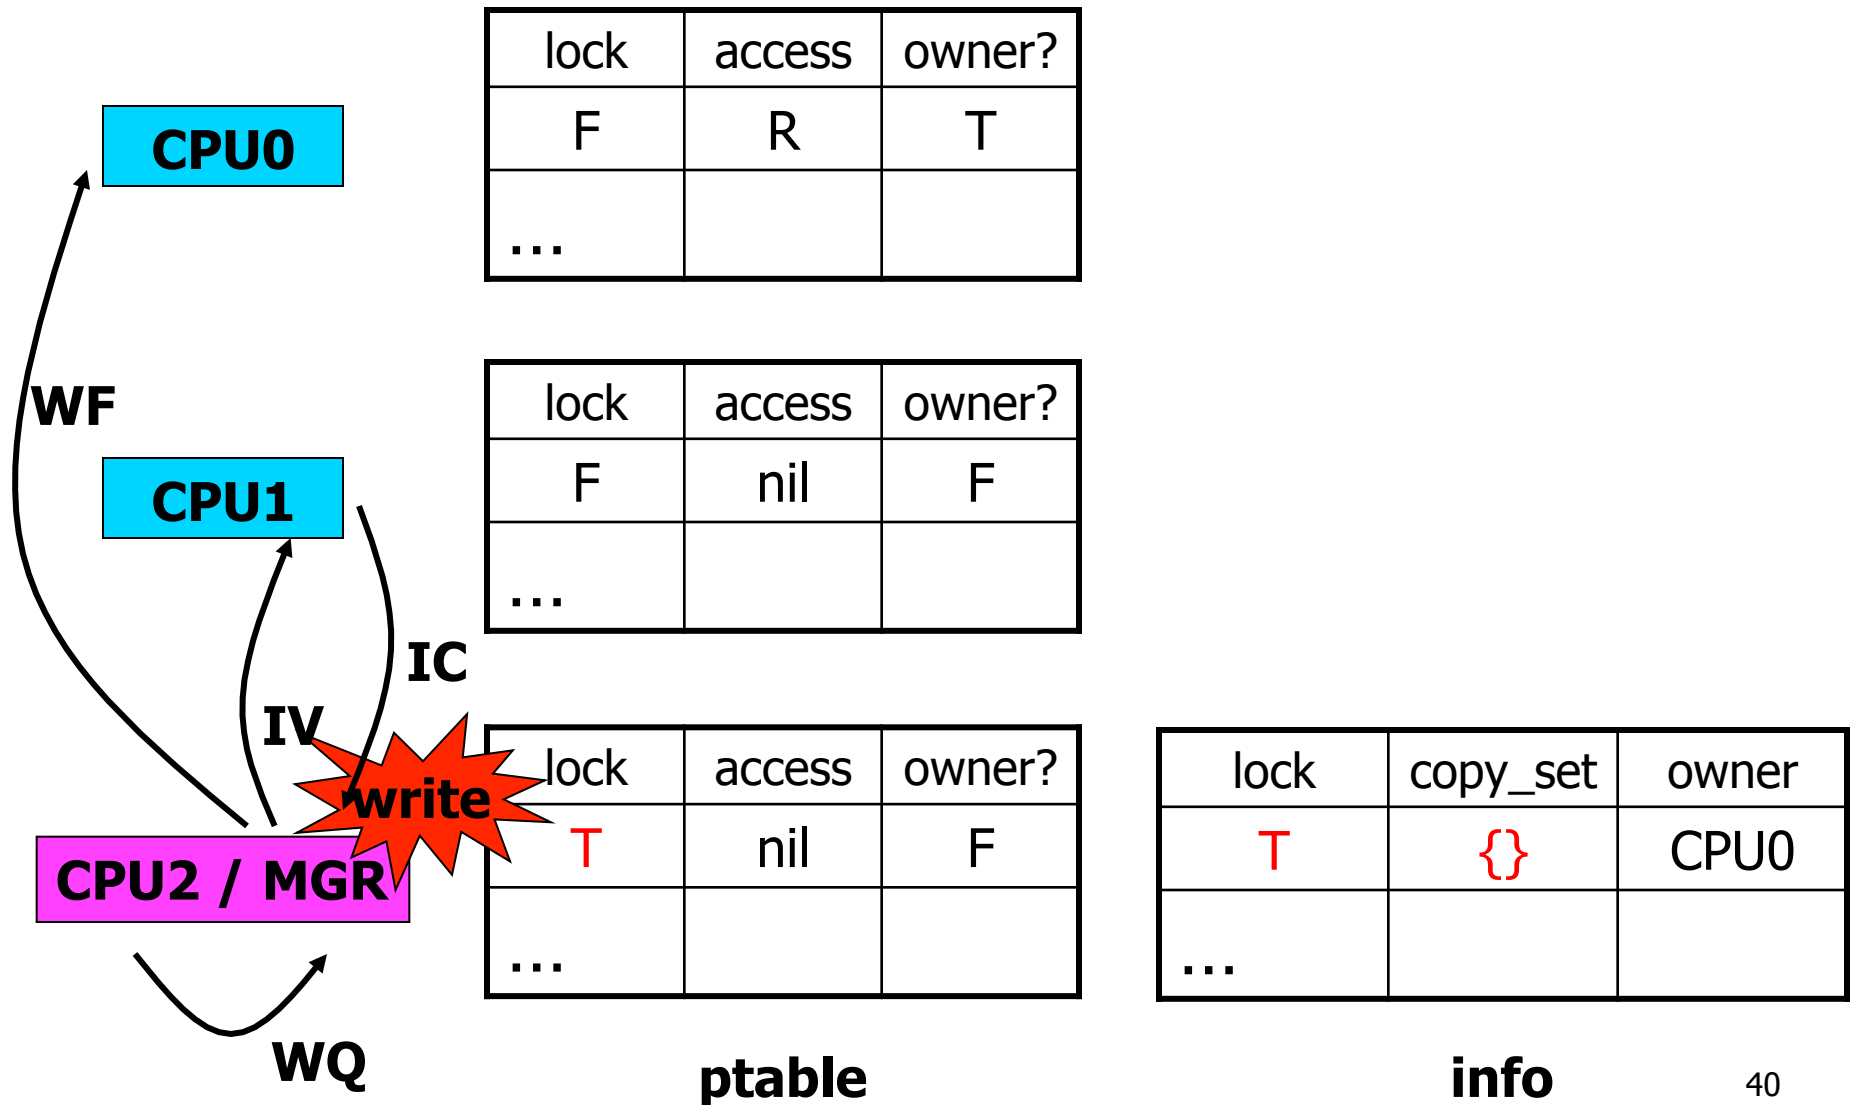 lock access owner?
CPU0 F R T
...
WF
lock access owner?
CPU1 F nil F
...
IC
IV
write lock access owner?
CPU2 / MGR T nil F
...
lock copy_set owner
T {} CPU0
...
WQ
ptable
info
40